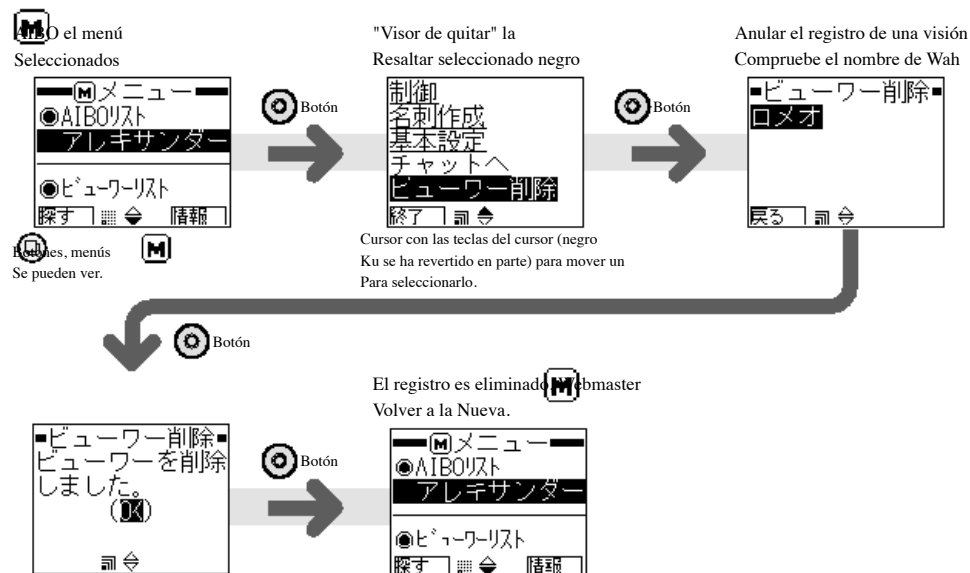 AIBO el menú
Seleccionados
M メニュー
◉AIBOリスト
アレキサンダー
◉ビューワーリスト
探す 情報
Botones, menús M
Se pueden ver.
Botón
"Visor de quitar" la
Resaltar seleccionado negro
制御
名刺作成
基本設定
チャットへ
ビューワー削除
終了
Cursor con las teclas del cursor (negro
Ku se ha revertido en parte) para mover un
Para seleccionarlo.
Botón
Anular el registro de una visión
Compruebe el nombre de Wah
■ビューワー削除■
ロメオ
戻る
Botón
■ビューワー削除■
ビューワーを削除
しました。
(OK)
Botón
El registro es eliminado, Webmaster
Volver a la Nueva.
M メニュー
◉AIBOリスト
アレキサンダー
◉ビューワーリスト
探す 情報